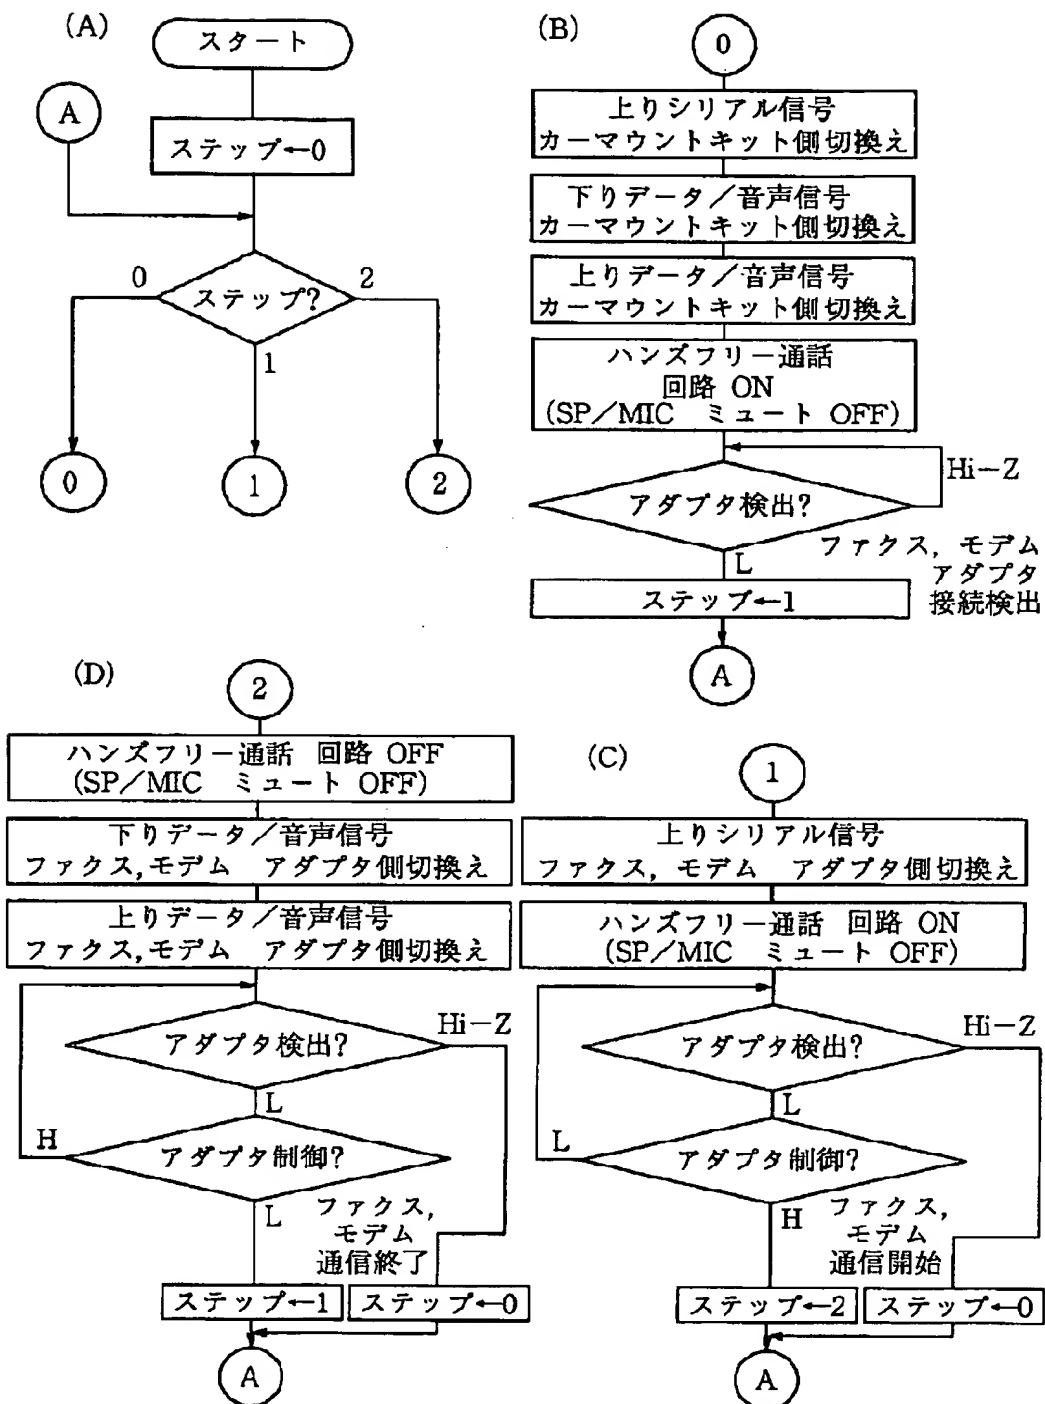 (A)
スタート
A
ステップ←0
0
ステップ?
2
1
0
1
2
(B)
0
上りシリアル信号
カーマウントキット側切換え
下りデータ/音声信号
カーマウントキット側切換え
上りデータ/音声信号
カーマウントキット側切換え
ハンズフリー通話
回路 ON
(SP/MIC ミュート OFF)
Hi-Z
アダプタ検出?
L
ファクス, モデム
アダプタ
接続検出
ステップ←1
A
(D)
2
ハンズフリー通話 回路 OFF
(SP/MIC ミュート OFF)
下りデータ/音声信号
ファクス,モデム アダプタ側切換え
上りデータ/音声信号
ファクス,モデム アダプタ側切換え
Hi-Z
アダプタ検出?
L
H
アダプタ制御?
L
ファクス,
モデム
通信終了
ステップ←1
ステップ←0
A
(C)
1
上りシリアル信号
ファクス, モデム アダプタ側切換え
ハンズフリー通話 回路 ON
(SP/MIC ミュート OFF)
Hi-Z
アダプタ検出?
L
L
アダプタ制御?
H
ファクス,
モデム
通信開始
ステップ←2
ステップ←0
A